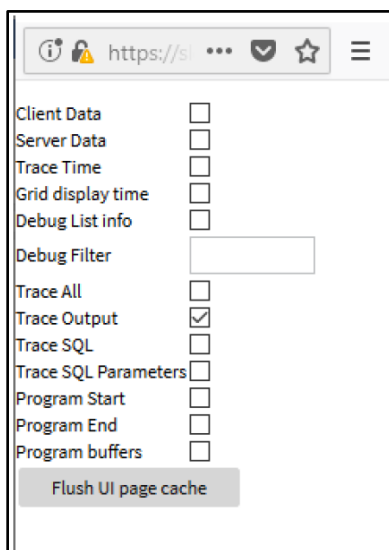 https://s
Client Data
Server Data
Trace Time
Grid display time
Debug List info
Debug Filter
Trace All
Trace Output
Trace SQL
Trace SQL Parameters
Program Start
Program End
Program buffers
Flush UI page cache